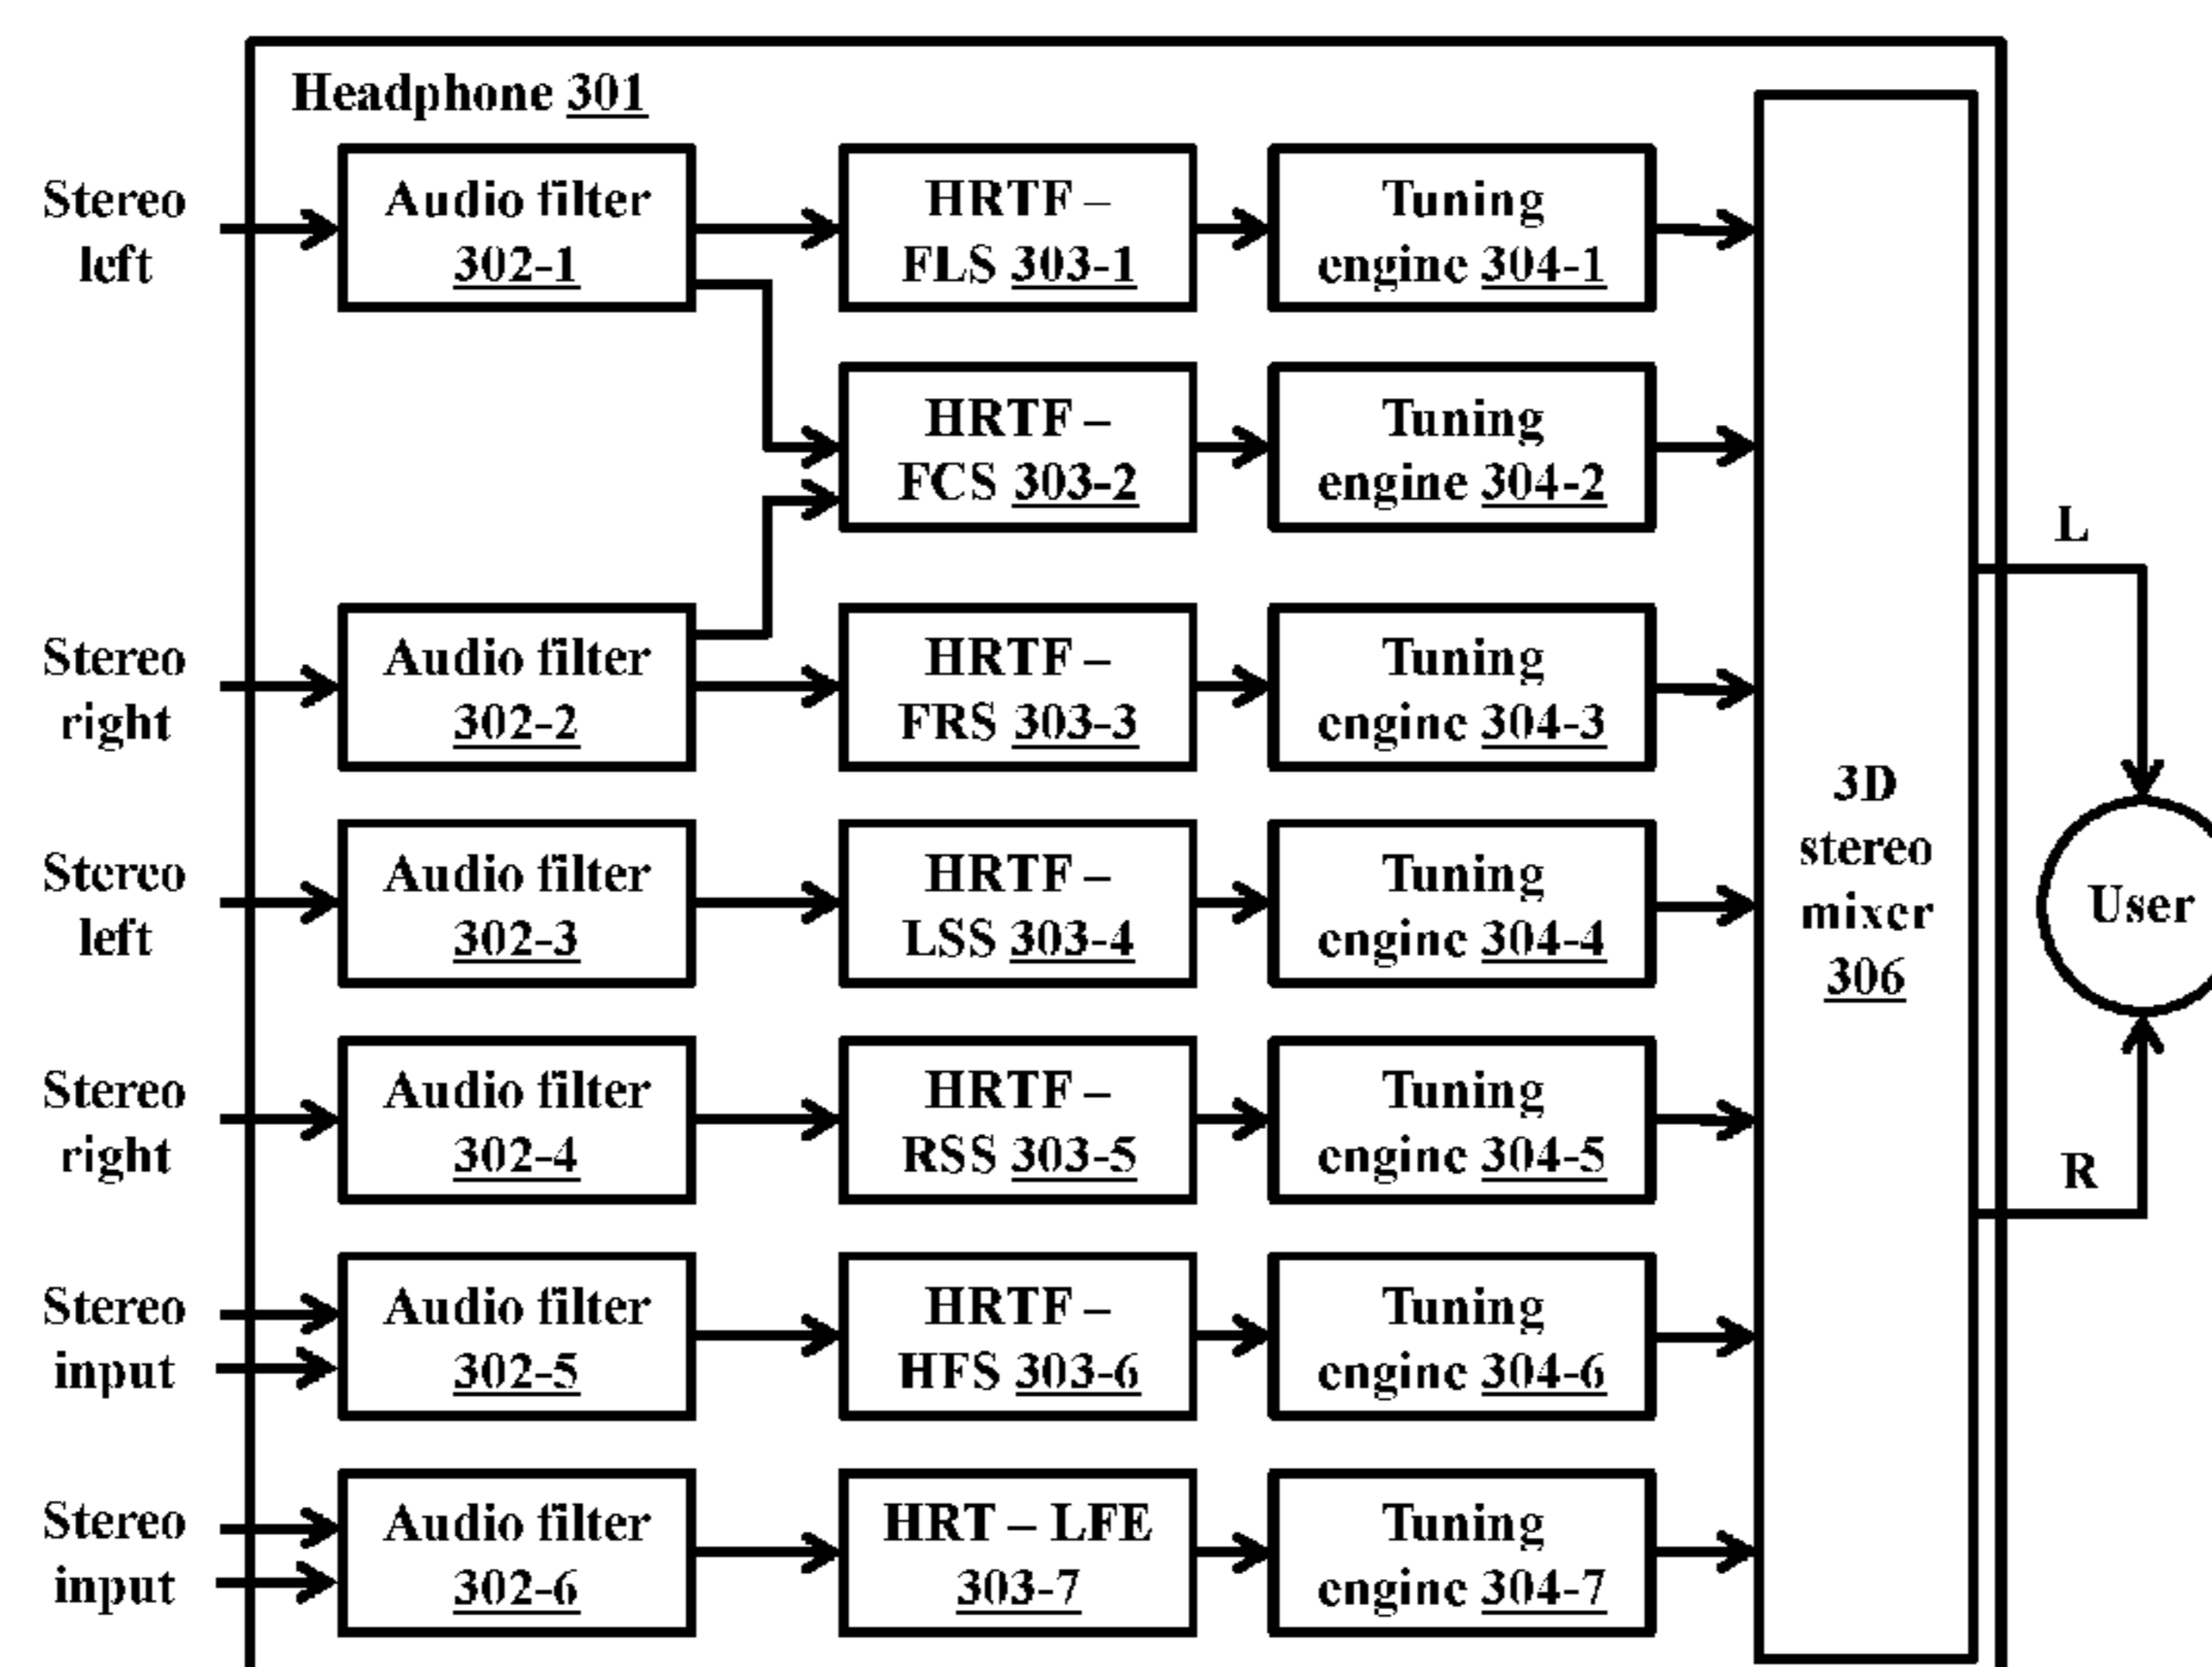 Headphone 301
Stereo
left
Audio filter
302-1
HRTF –
FLS 303-1
Tuning
engine 304-1
HRTF –
FCS 303-2
Tuning
engine 304-2
L
Stereo
right
Audio filter
302-2
HRTF –
FRS 303-3
Tuning
engine 304-3
3D
stereo
mixer
306
User
Stereo
left
Audio filter
302-3
HRTF –
LSS 303-4
Tuning
engine 304-4
Stereo
right
Audio filter
302-4
HRTF –
RSS 303-5
Tuning
engine 304-5
R
Stereo
input
Audio filter
302-5
HRTF –
HFS 303-6
Tuning
engine 304-6
Stereo
input
Audio filter
302-6
HRT – LFE
303-7
Tuning
engine 304-7